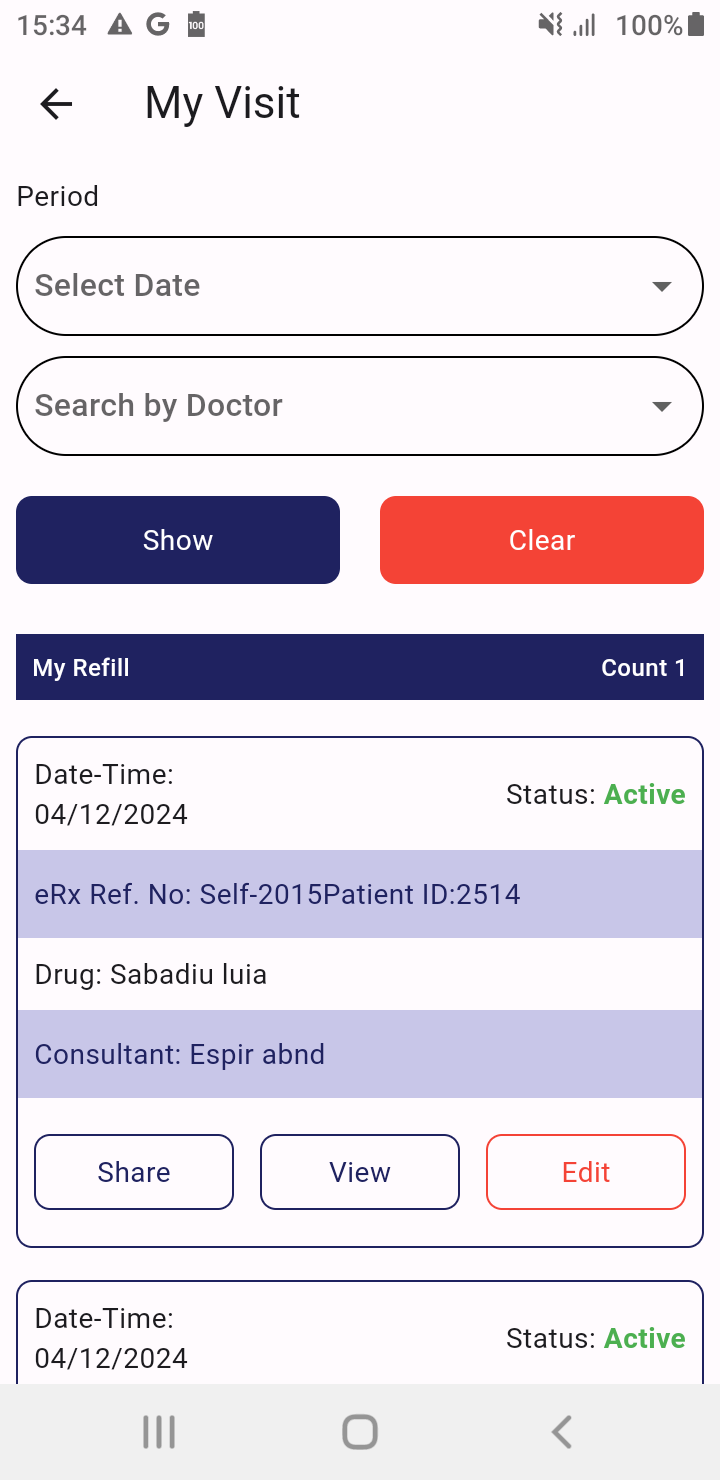 15:34 100 100%
My Visit
Period
Select Date
Search by Doctor
Show Clear
My Refill Count 1
Date-Time:
04/12/2024
Status: Active
eRx Ref. No: Self-2015Patient ID:2514
Drug: Sabadiu luia
Consultant: Espir abnd
Share View Edit
Date-Time:
04/12/2024
Status: Active